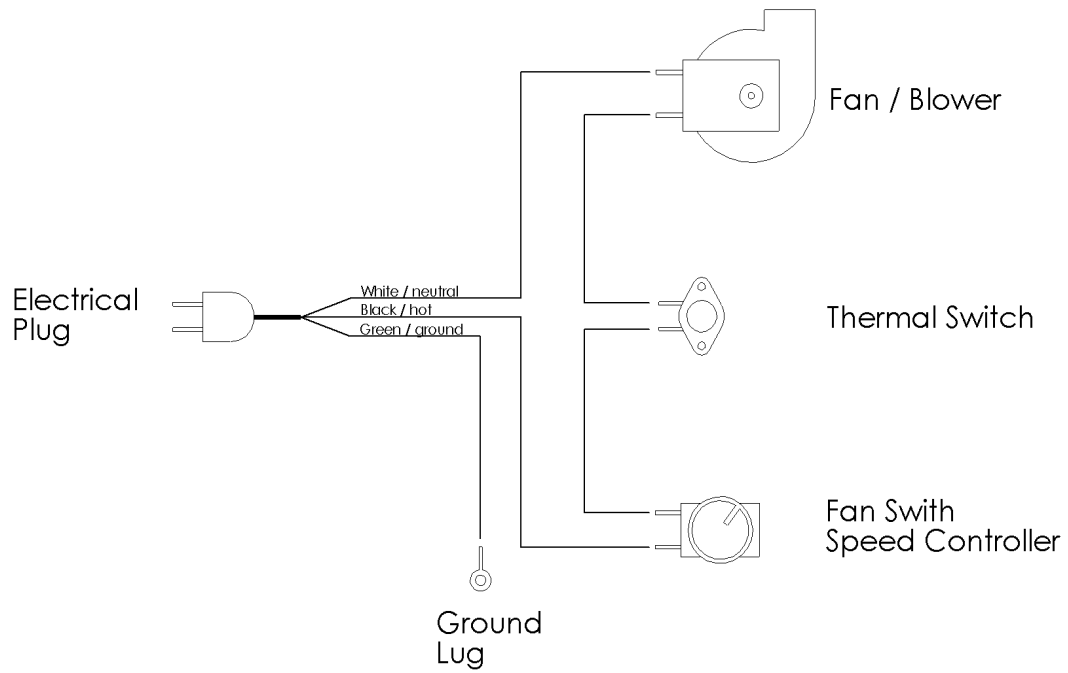 Fan / Blower
Electrical
Plug
White / neutral
Black / hot
Green / ground
Thermal Switch
Fan Swith
Speed Controller
Ground
Lug